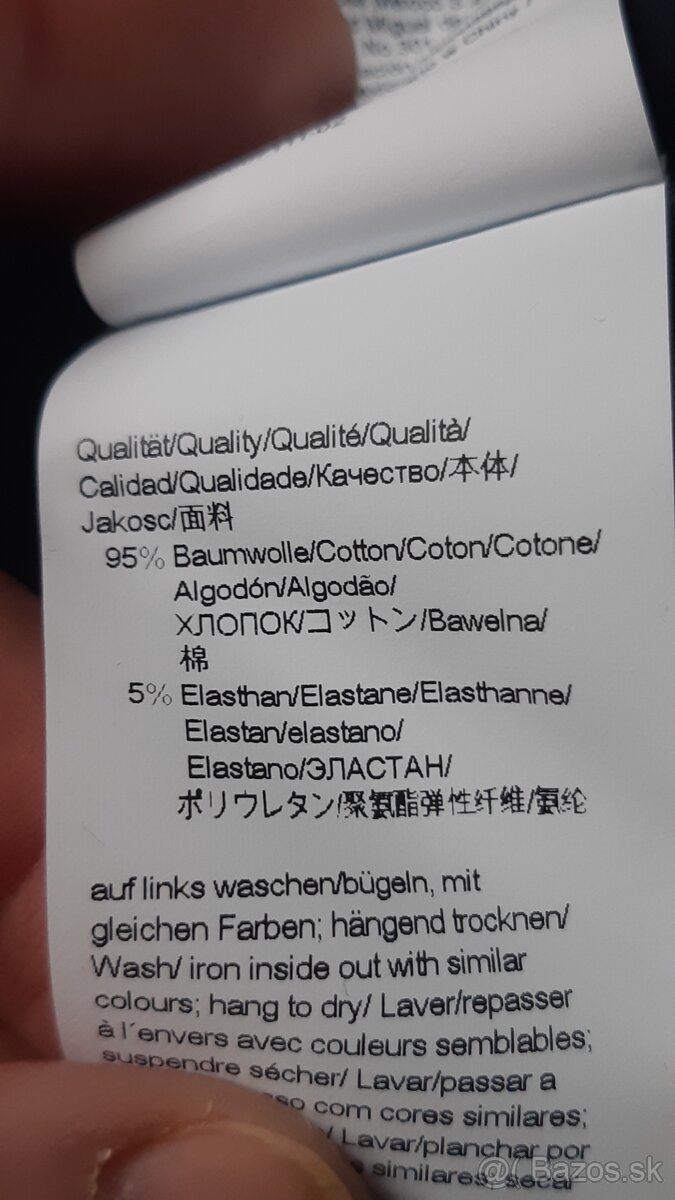 Qualität/Quality/Qualité/Qualità/
Calidad/Qualidade/Качество/本体/
Jakosc/面料
95% Baumwolle/Cotton/Coton/Cotone/
Algodón/Algodão/
ХЛОПОК/コットン/Bawelna/
棉
5% Elasthan/Elastane/Elasthanne/
Elastan/elastano/
Elastano/ЭЛАСТАН/
ポリウレタン/聚氨酯弹性纤维/氨纶
auf links waschen/bügeln, mit
gleichen Farben; hängend trocknen/
Wash/ iron inside out with similar
colours; hang to dry/ Laver/repasser
à l´envers avec couleurs semblables;
suspendre sécher/ Lavar/passar a
com cores similares;
/ Lavar/planchar por
similares; secar
Bazos.sk